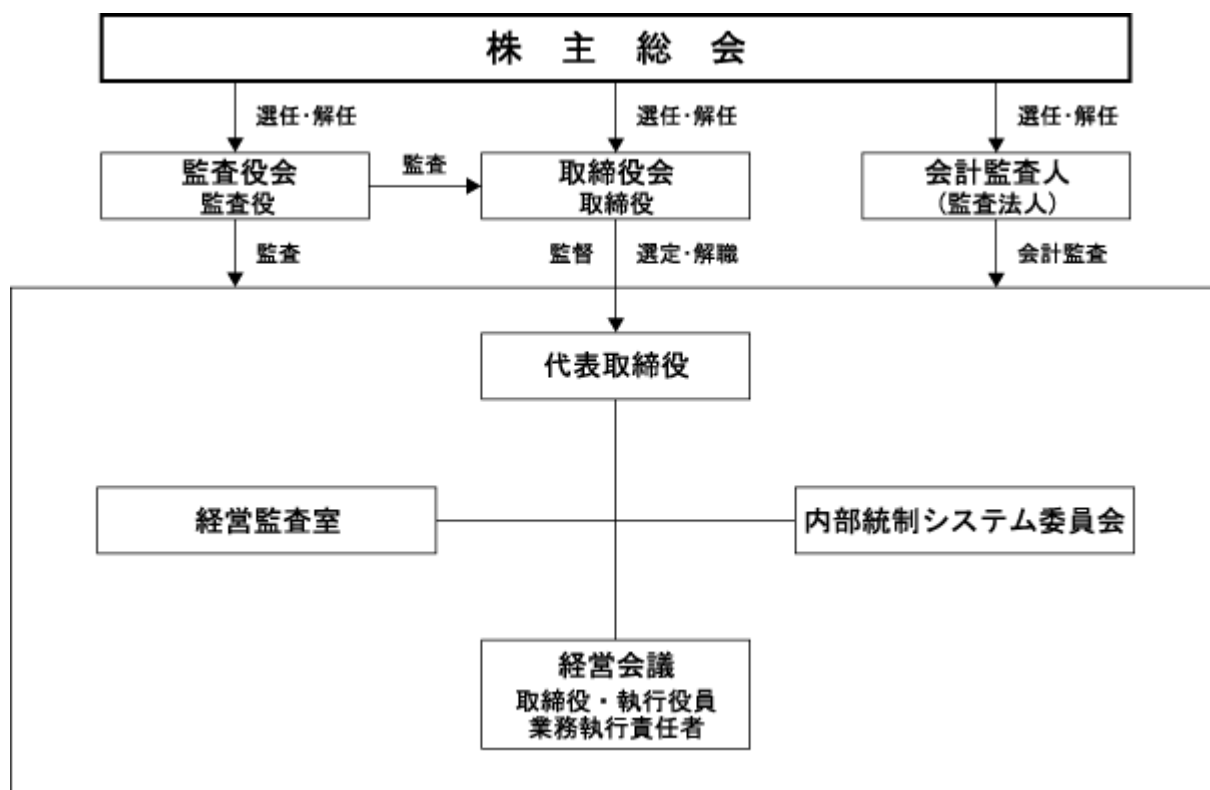 株主総会
選任・解任
選任・解任
選任・解任
監査役会
監査役
監査
取締役会
取締役
会計監査人
(監査法人)
監査
監督
選定・解職
会計監査
代表取締役
経営監査室
内部統制システム委員会
経営会議
取締役・執行役員
業務執行責任者